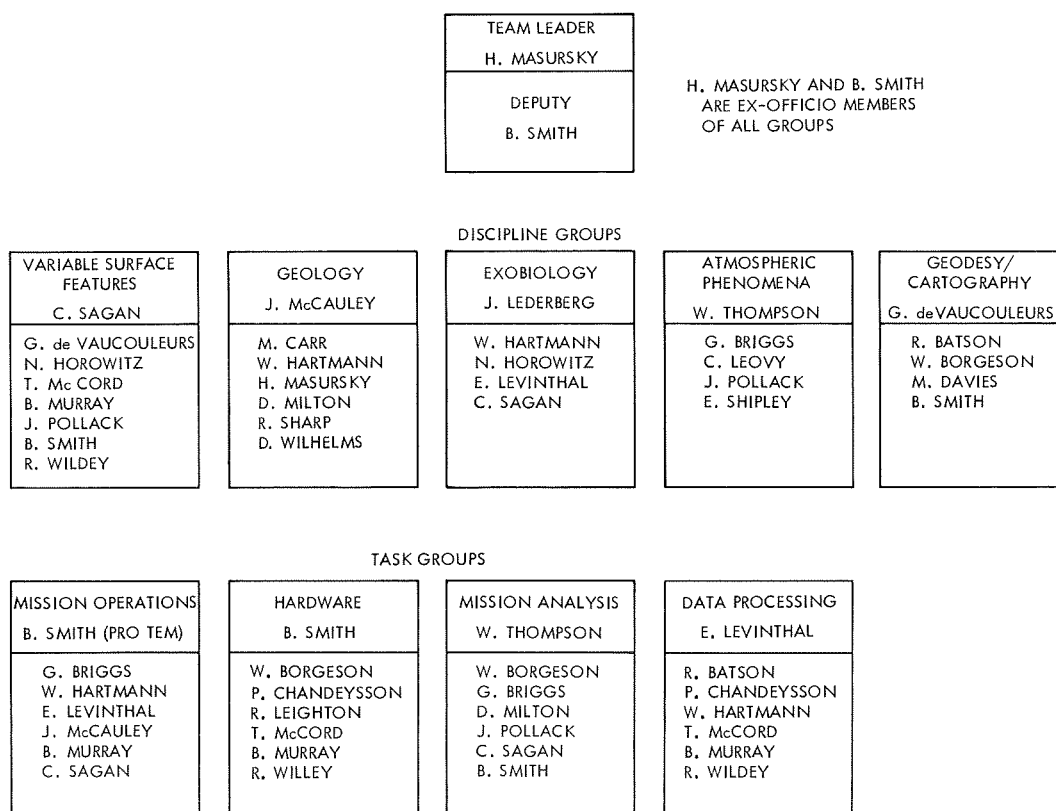 TEAM LEADER
H. MASURSKY
DEPUTY
B. SMITH
H. MASURSKY AND B. SMITH
ARE EX-OFFICIO MEMBERS
OF ALL GROUPS
DISCIPLINE GROUPS
VARIABLE SURFACE
FEATURES
C. SAGAN
G. de VAUCOULEURS
N. HOROWITZ
T. Mc CORD
B. MURRAY
J. POLLACK
B. SMITH
R. WILDEY
GEOLOGY
J. McCAULEY
M. CARR
W. HARTMANN
H. MASURSKY
D. MILTON
R. SHARP
D. WILHELMS
EXOBIOLOGY
J. LEDERBERG
W. HARTMANN
N. HOROWITZ
E. LEVINTHAL
C. SAGAN
ATMOSPHERIC
PHENOMENA
W. THOMPSON
G. BRIGGS
C. LEOVY
J. POLLACK
E. SHIPLEY
GEODESY/
CARTOGRAPHY
G. deVAUCOULEURS
R. BATSON
W. BORGESON
M. DAVIES
B. SMITH
TASK GROUPS
MISSION OPERATIONS
B. SMITH (PRO TEM)
G. BRIGGS
W. HARTMANN
E. LEVINTHAL
J. McCAULEY
B. MURRAY
C. SAGAN
HARDWARE
B. SMITH
W. BORGESON
P. CHANDEYSSON
R. LEIGHTON
T. McCORD
B. MURRAY
R. WILLEY
MISSION ANALYSIS
W. THOMPSON
W. BORGESON
G. BRIGGS
D. MILTON
J. POLLACK
C. SAGAN
B. SMITH
DATA PROCESSING
E. LEVINTHAL
R. BATSON
P. CHANDEYSSON
W. HARTMANN
T. McCORD
B. MURRAY
R. WILDEY